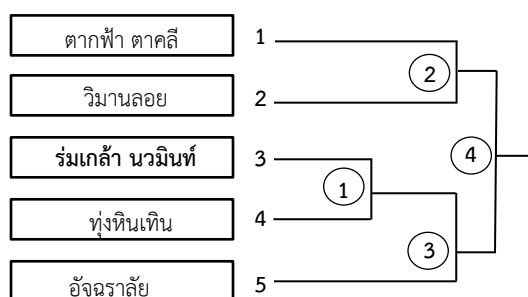 ตากฟ้า ตาคลี 1
2
วิมานลอย 2
ร่มเกล้า นวมินท์ 3
4
1
ทุ่งหินเทิน 4
3
อัจฉราลัย 5